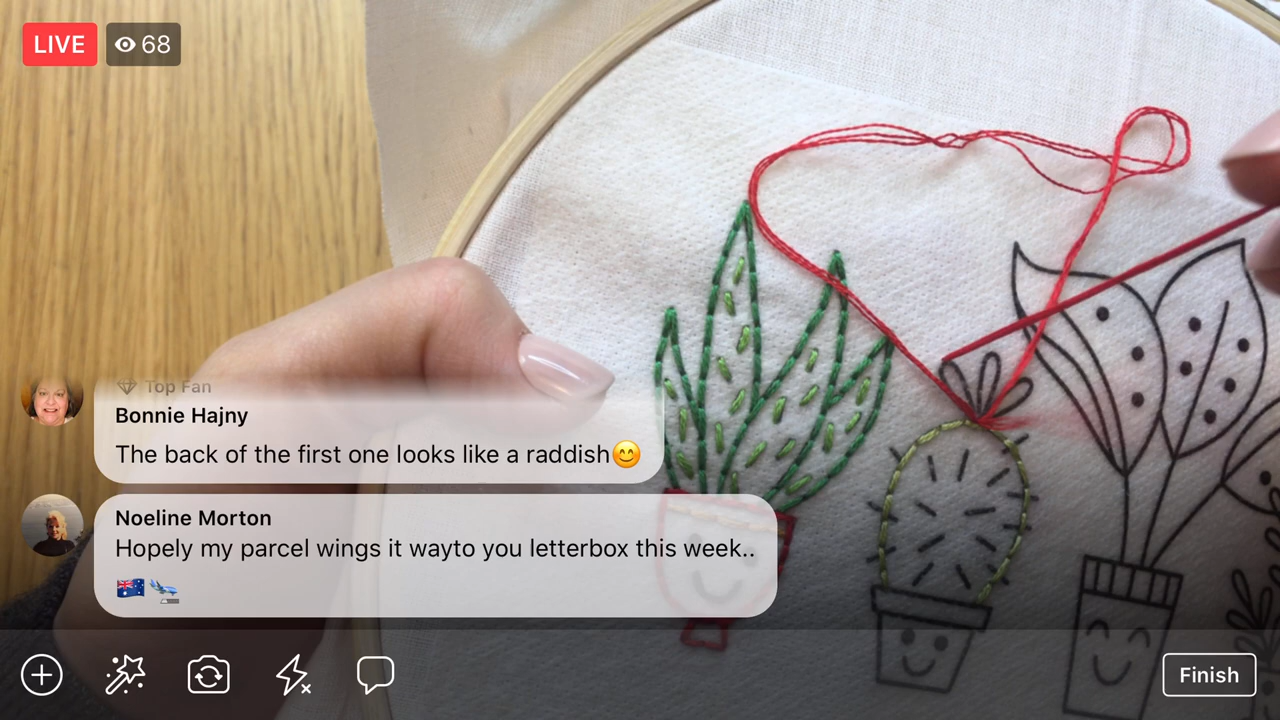 LIVE 68
Top Fan
Bonnie Hajny
The back of the first one looks like a raddish😊
Noeline Morton
Hopely my parcel wings it wayto you letterbox this week..
🇦🇺🛬
Finish